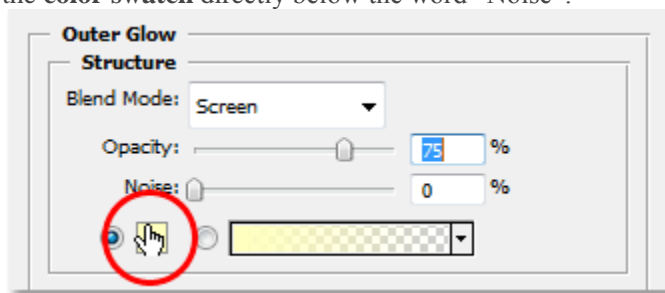 the color swatch directly below the word "Noise":
Outer Glow
Structure
Blend Mode: Screen
Opacity: 75 %
Noise: 0 %